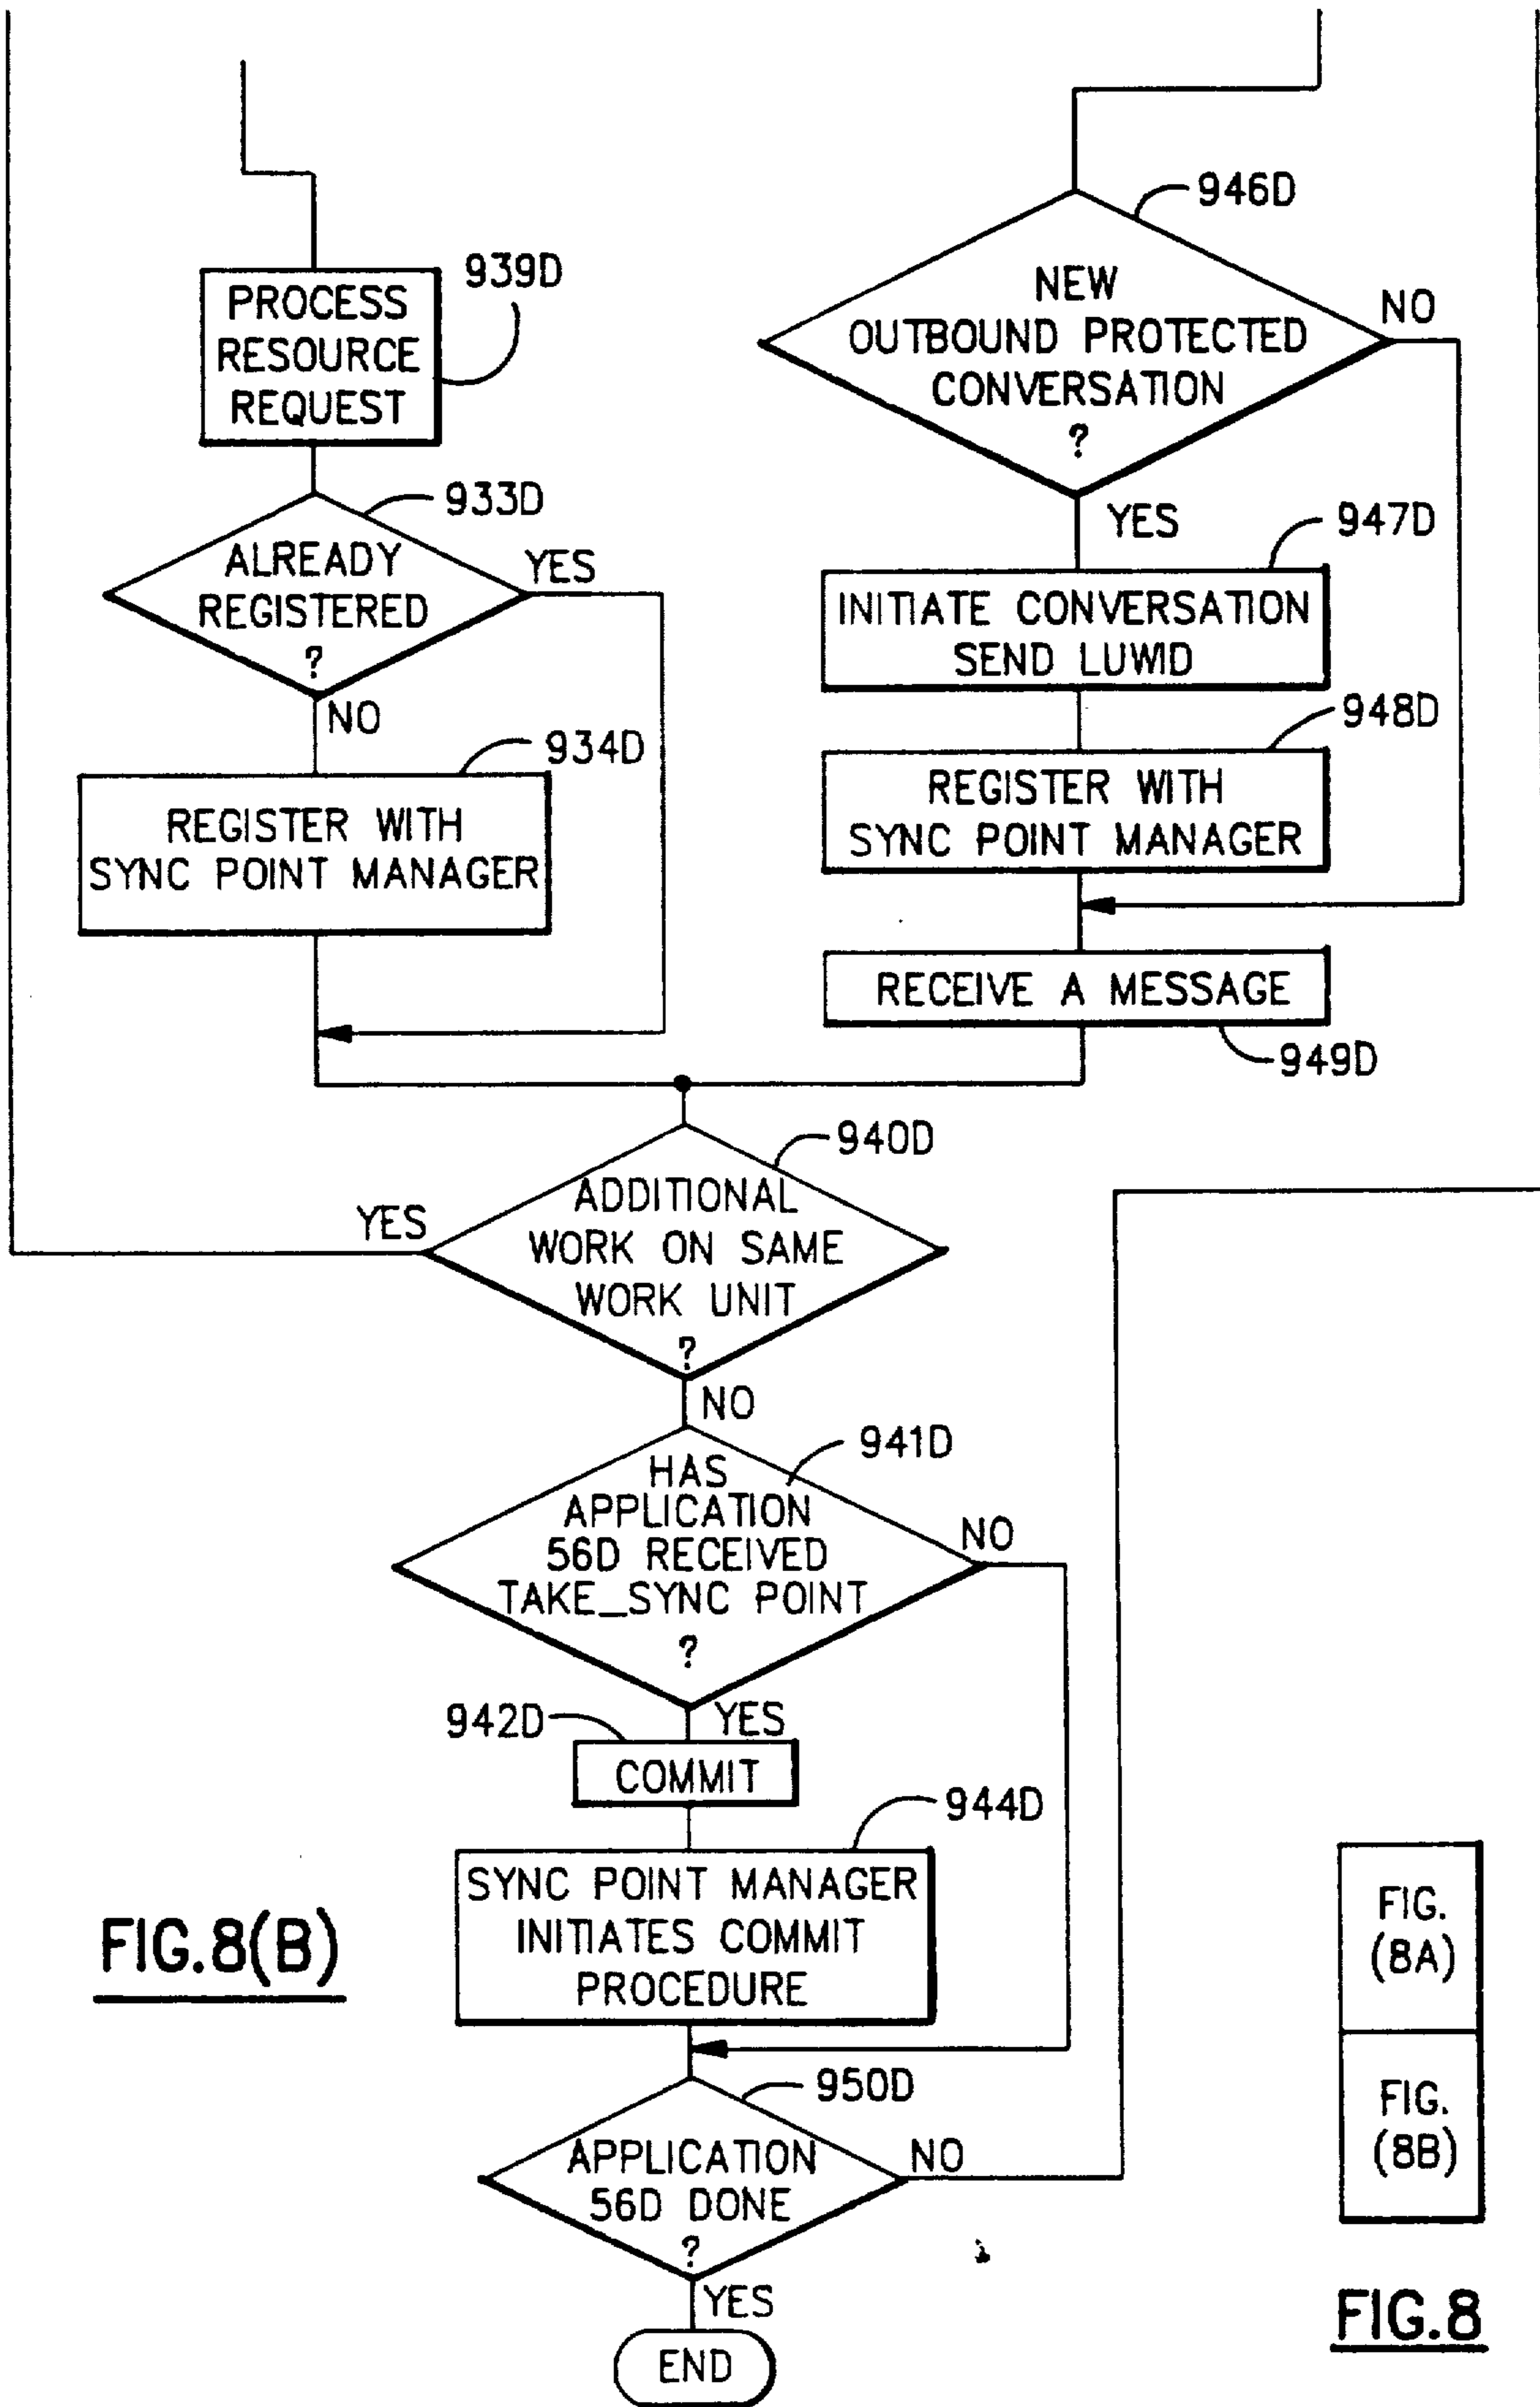 939D
PROCESS
RESOURCE
REQUEST
933D
ALREADY
REGISTERED
?
YES
NO
934D
REGISTER WITH
SYNC POINT MANAGER
946D
NEW
OUTBOUND PROTECTED
CONVERSATION
?
NO
YES
947D
INITIATE CONVERSATION
SEND LUWID
948D
REGISTER WITH
SYNC POINT MANAGER
RECEIVE A MESSAGE
949D
940D
ADDITIONAL
WORK ON SAME
WORK UNIT
?
YES
NO
941D
HAS
APPLICATION
56D RECEIVED
TAKE_SYNC POINT
?
NO
YES
942D
COMMIT
944D
SYNC POINT MANAGER
INITIATES COMMIT
PROCEDURE
950D
APPLICATION
56D DONE
?
NO
YES
END
FIG.8(B)
FIG.
(8A)
FIG.
(8B)
FIG.8